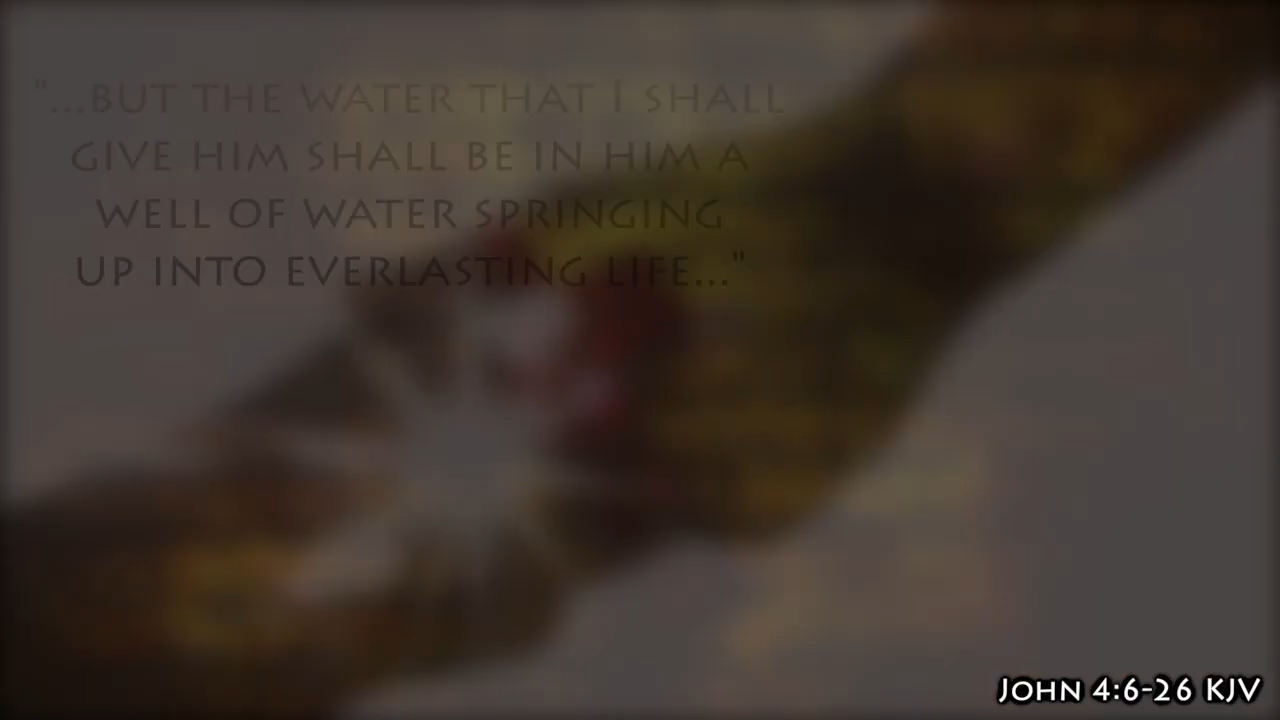 "...BUT THE WATER THAT I SHALL
GIVE HIM SHALL BE IN HIM A
WELL OF WATER SPRINGING
UP INTO EVERLASTING LIFE..."
JOHN 4:6-26 KJV